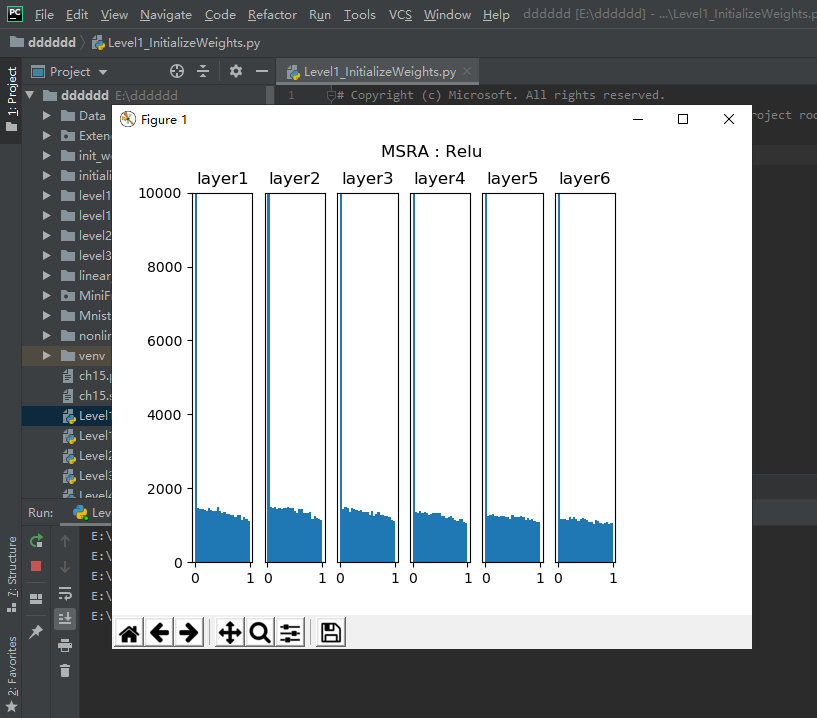 PC File Edit View Navigate Code Refactor Run Tools VCS Window Help dddddd [E:\dddddd] - ...\Level1_InitializeWeights.p
dddddd Level1_InitializeWeights.py
1: Project
Project
Level1_InitializeWeights.py
dddddd E:\dddddd
1 # Copyright (c) Microsoft. All rights reserved.
Data
roject roo
Exten
init_w
initiali
level1
level1
level2
level3
linear
MiniF
Mnist
nonlin
venv
ch15.p
ch15.s
Level1
Level1
Level2
Level3
Level4
Figure 1
MSRA : Relu
layer1 layer2 layer3 layer4 layer5 layer6
10000
8000
6000
4000
2000
0
0 1 0 1 0 1 0 1 0 1 0 1
Run: Lev
E:\
E:\
E:\
E:\
E:\
7: Structure
2: Favorites